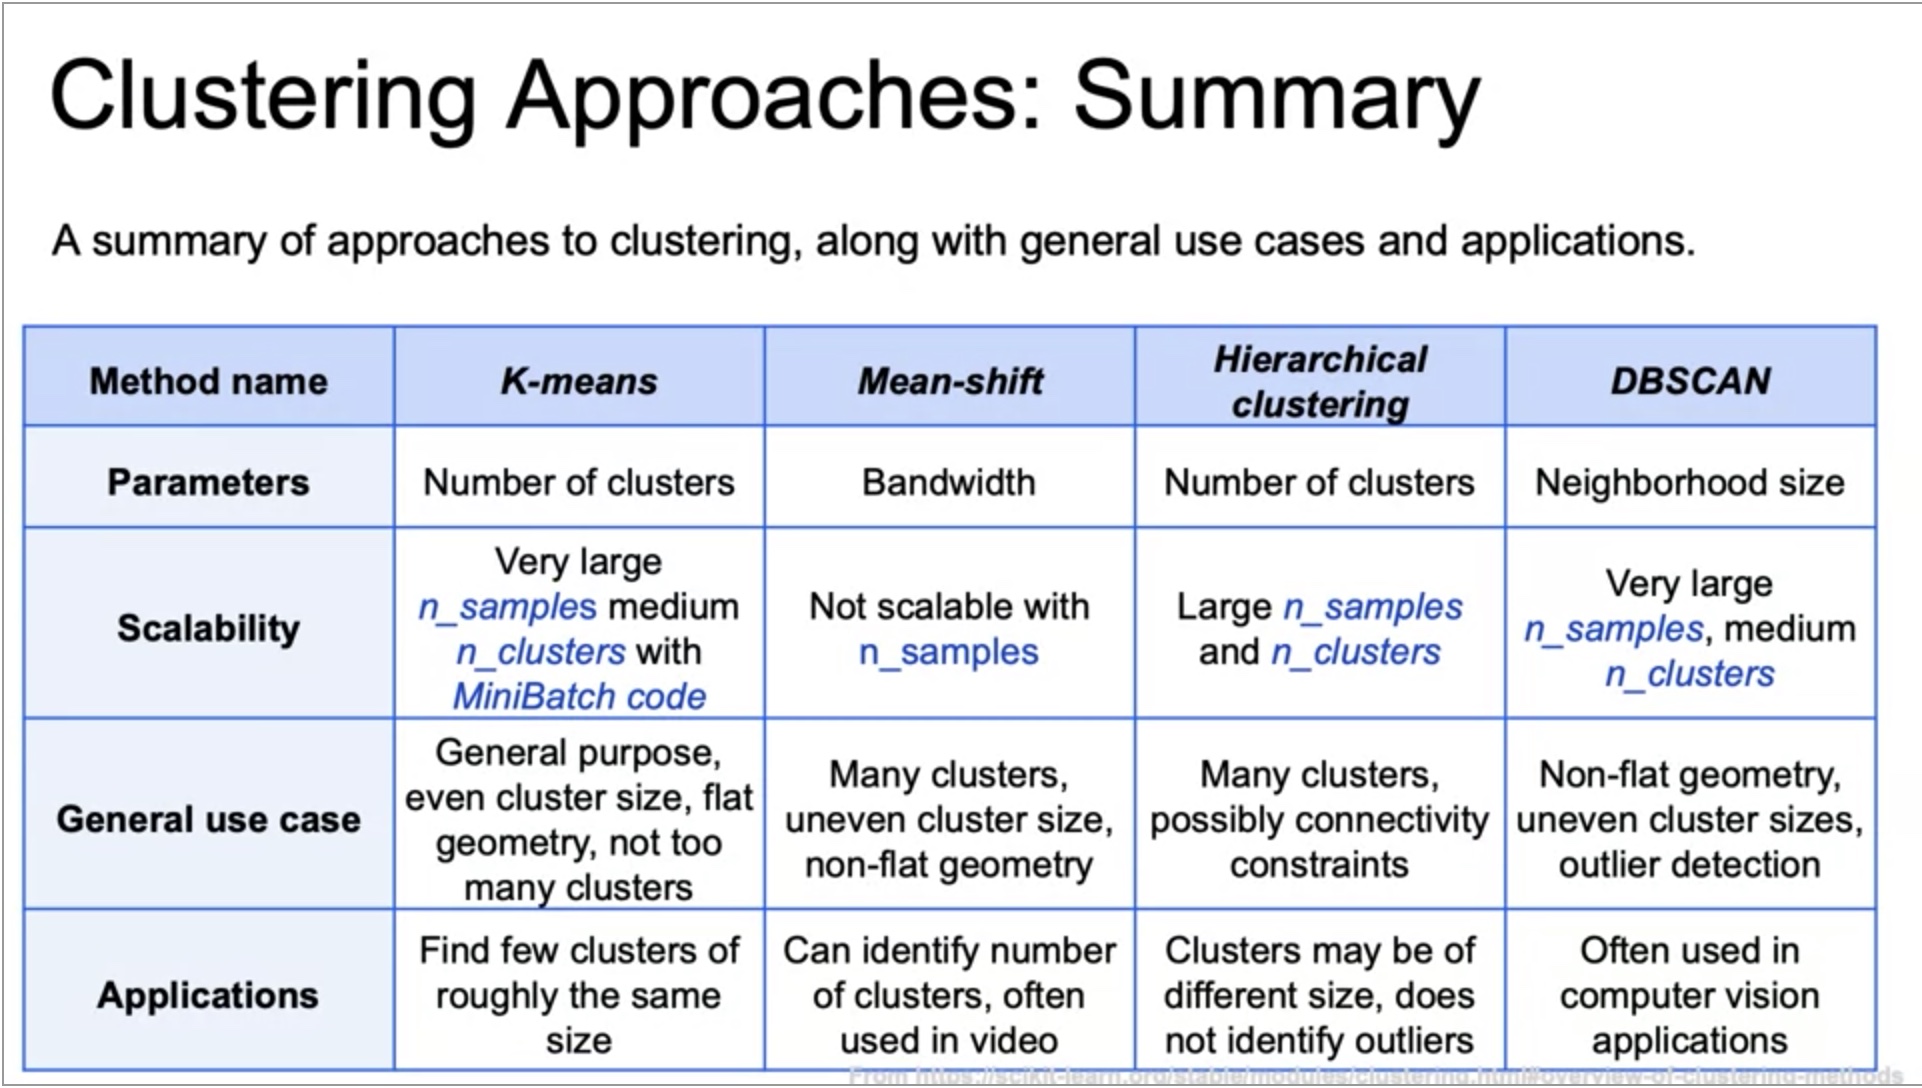 Clustering Approaches: Summary
A summary of approaches to clustering, along with general use cases and applications.
Method name
K-means
Mean-shift
Hierarchical
clustering
DBSCAN
Parameters
Number of clusters
Bandwidth
Number of clusters
Neighborhood size
Scalability
Very large
n_samples medium
n_clusters with
MiniBatch code
Not scalable with
n_samples
Large n_samples
and n_clusters
Very large
n_samples, medium
n_clusters
General use case
General purpose,
even cluster size, flat
geometry, not too
many clusters
Many clusters,
uneven cluster size,
non-flat geometry
Many clusters,
possibly connectivity
constraints
Non-flat geometry,
uneven cluster sizes,
outlier detection
Applications
Find few clusters of
roughly the same
size
Can identify number
of clusters, often
used in video
Clusters may be of
different size, does
not identify outliers
Often used in
computer vision
applications
From https://scikit-learn.org/stable/modules/clustering.html#overview-of-clustering-methods